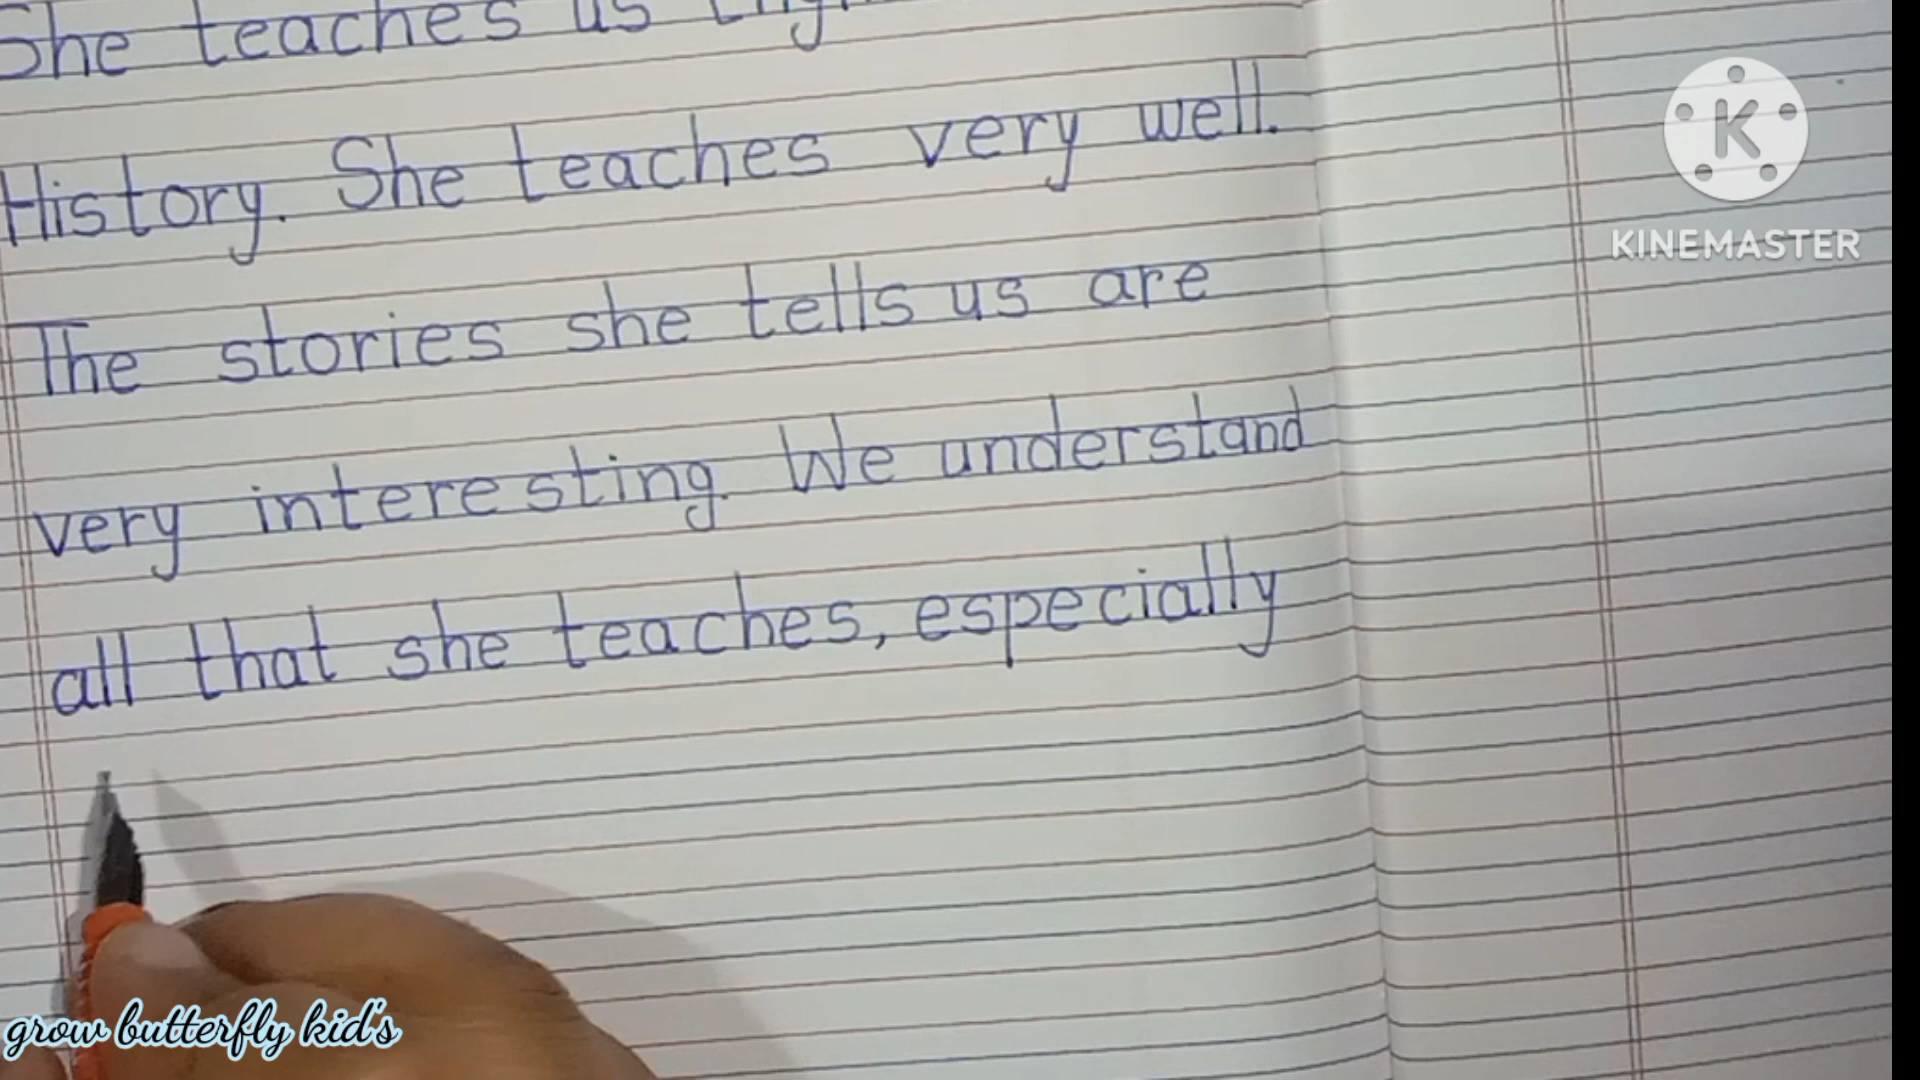 She teaches us
History. She teaches very well.
The stories she tells us are
very interesting. We understand
all that she teaches, especially
KINEMASTER
grow butterfly kid's